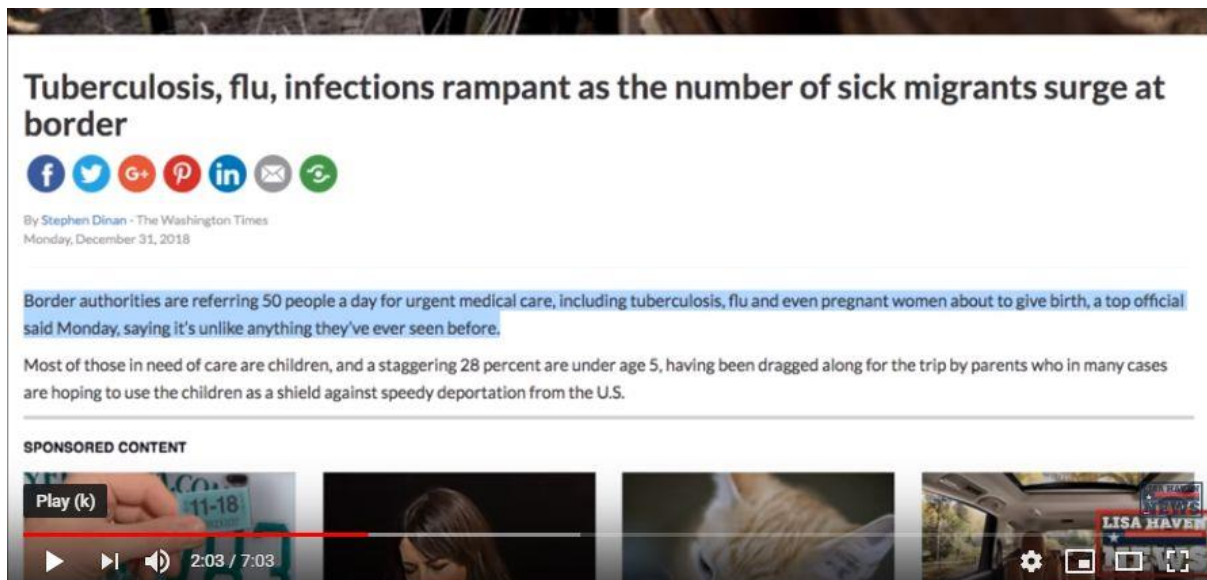 Tuberculosis, flu, infections rampant as the number of sick migrants surge at
border
By Stephen Dinan - The Washington Times
Monday, December 31, 2018
Border authorities are referring 50 people a day for urgent medical care, including tuberculosis, flu and even pregnant women about to give birth, a top official
said Monday, saying it's unlike anything they've ever seen before.
Most of those in need of care are children, and a staggering 28 percent are under age 5, having been dragged along for the trip by parents who in many cases
are hoping to use the children as a shield against speedy deportation from the U.S.
SPONSORED CONTENT
11-18
Play (k)
LISA HAVEN
NEWS
2:03 / 7:03